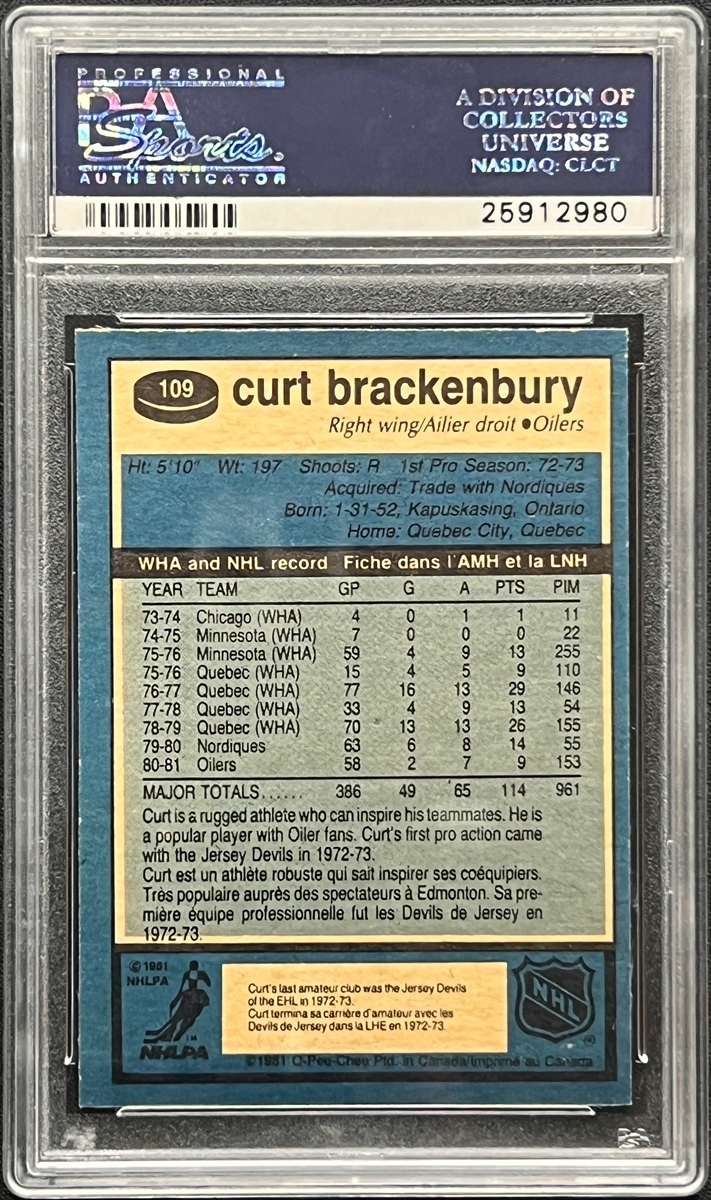 PROFESSIONAL
PSA
Sports.
AUTHENTICATOR
A DIVISION OF
COLLECTORS
UNIVERSE
NASDAQ: CLCT
25912980
109
curt brackenbury
Right wing/Ailier droit ● Oilers
Ht: 5'10" Wt: 197 Shoots: R 1st Pro Season: 72-73
Acquired: Trade with Nordiques
Born: 1-31-52, Kapuskasing, Ontario
Home: Quebec City, Quebec
WHA and NHL record Fiche dans l'AMH et la LNH
YEAR TEAM GP G A PTS PIM
73-74 Chicago (WHA) 4 0 1 1 11
74-75 Minnesota (WHA) 7 0 0 0 22
75-76 Minnesota (WHA) 59 4 9 13 255
75-76 Quebec (WHA) 15 4 5 9 110
76-77 Quebec (WHA) 77 16 13 29 146
77-78 Quebec (WHA) 33 4 9 13 54
78-79 Quebec (WHA) 70 13 13 26 155
79-80 Nordiques 63 6 8 14 55
80-81 Oilers 58 2 7 9 153
MAJOR TOTALS...... 386 49 65 114 961
Curt is a rugged athlete who can inspire his teammates. He is
a popular player with Oiler fans. Curt's first pro action came
with the Jersey Devils in 1972-73.
Curt est un athlète robuste qui sait inspirer ses coéquipiers.
Très populaire auprès des spectateurs à Edmonton. Sa pre-
mière équipe professionnelle fut les Devils de Jersey en
1972-73.
© 1981
NHLPA
NHLPA
Curt's last amateur club was the Jersey Devils
of the EHL in 1972-73.
Curt termina sa carrière d'amateur avec les
Devils de Jersey dans la LHE en 1972-73.
NHL
©1981 O-Pee-Chee Ptd. in Canada/Imprimé au Canada